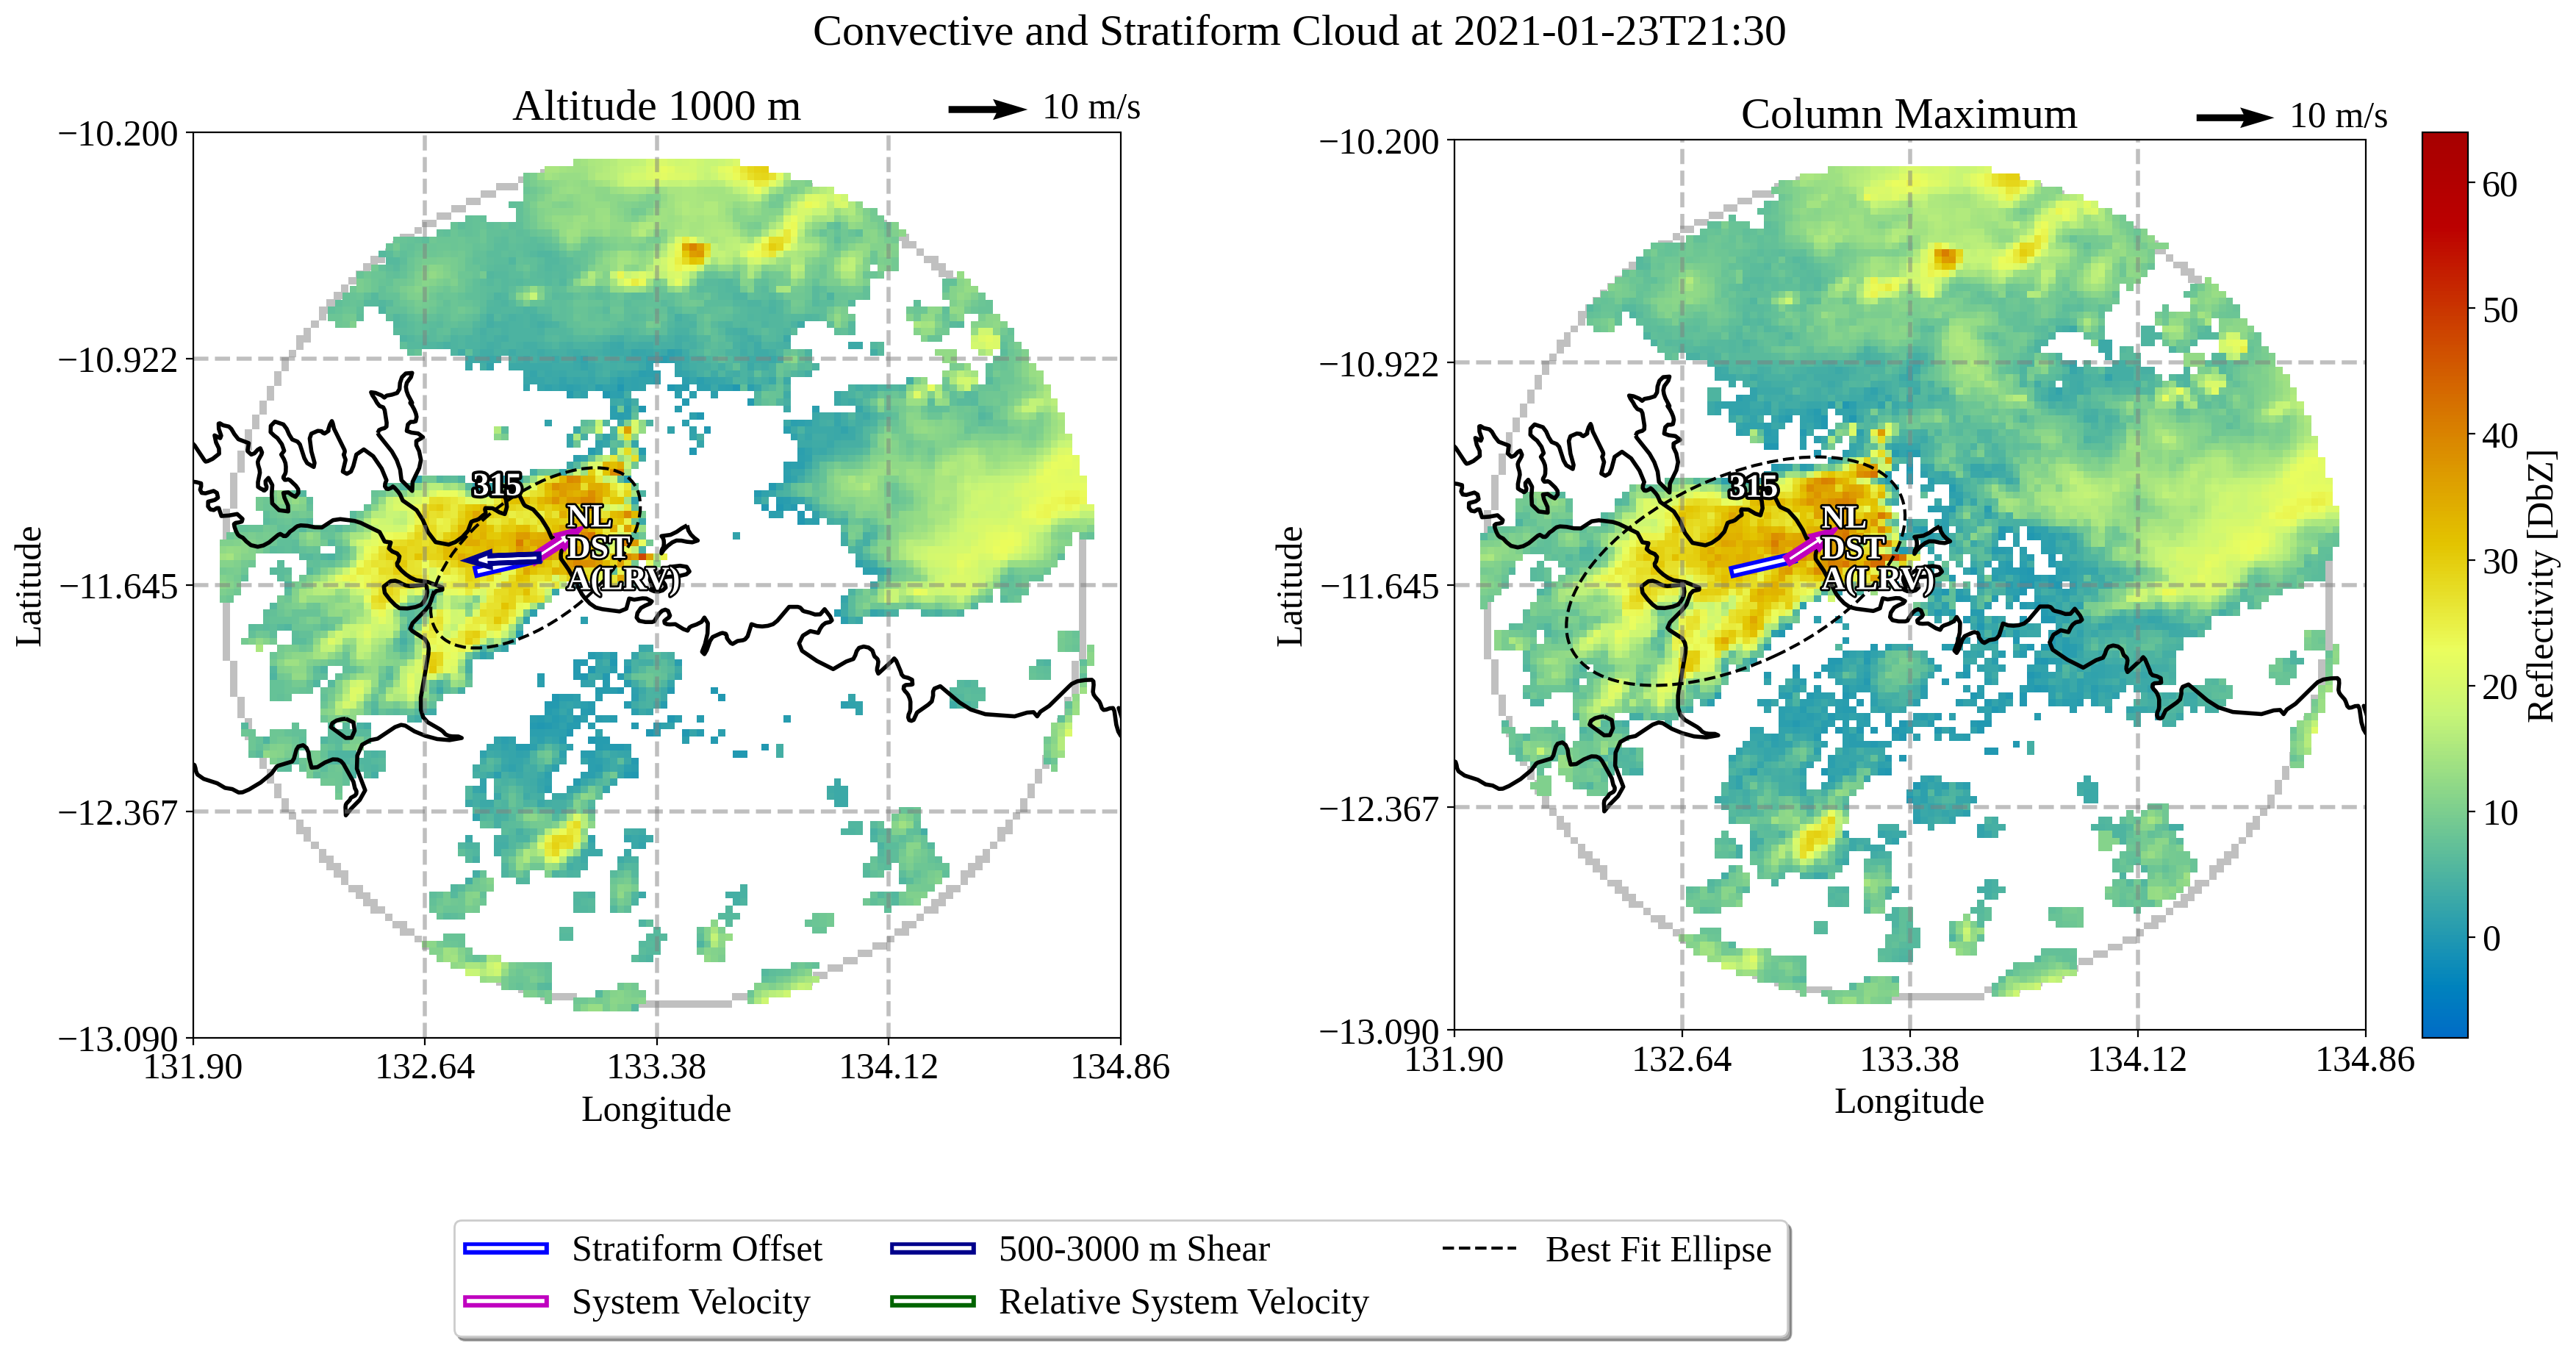 Convective and Stratiform Cloud at 2021-01-23T21:30
Altitude 1000 m
10 m/s
−10.200
−10.922
−11.645
−12.367
−13.090
131.90
132.64
133.38
134.12
134.86
Latitude
Longitude
315
NL
DST
A(LRV)
Column Maximum
10 m/s
−10.200
−10.922
−11.645
−12.367
−13.090
131.90
132.64
133.38
134.12
134.86
Latitude
Longitude
315
NL
DST
A(LRV)
60
50
40
30
20
10
0
Reflectivity [DbZ]
Stratiform Offset
System Velocity
500-3000 m Shear
Relative System Velocity
Best Fit Ellipse